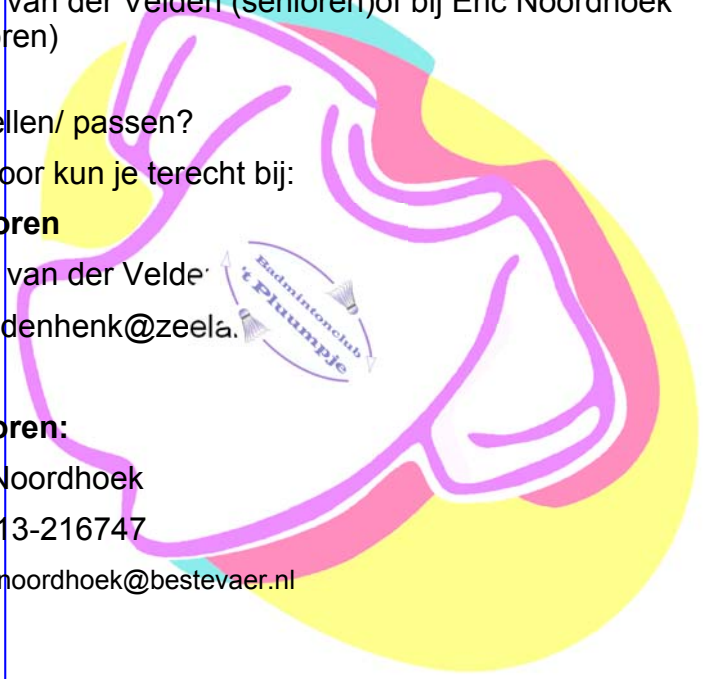 van der Velden (senioren)of bij Eric Noordhoek
oren)
ellen/ passen?
oor kun je terecht bij:
oren
van der Velde
denhenk@zeela
Badmintonclub
't Pluumpje
oren:
Noordhoek
13-216747
noordhoek@bestevaer.nl